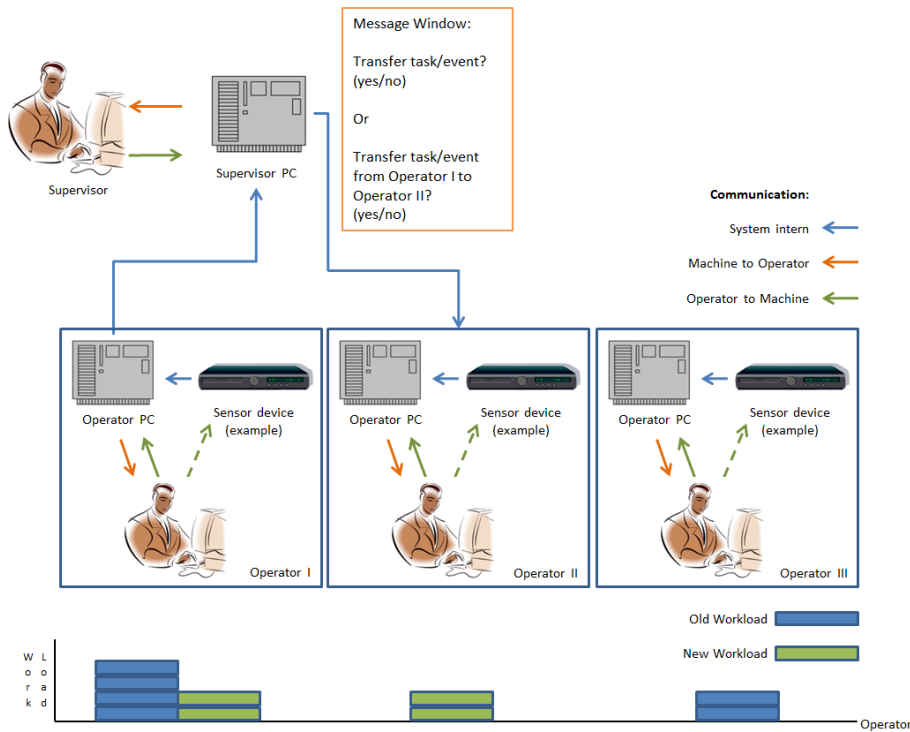 Message Window:
Transfer task/event?
(yes/no)
Or
Transfer task/event
from Operator I to
Operator II?
(yes/no)
Supervisor
Supervisor PC
Communication:
System intern
Machine to Operator
Operator to Machine
Operator PC
Sensor device
(example)
Operator I
Operator PC
Sensor device
(example)
Operator II
Operator PC
Sensor device
(example)
Operator III
Old Workload
New Workload
Work
Load
Operator